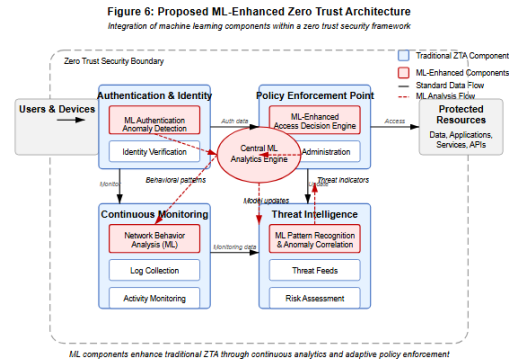 Figure 6: Proposed ML-Enhanced Zero Trust Architecture
Integration of machine learning components within a zero trust security framework
Traditional ZTA Component
ML-Enhanced Components
Standard Data Flow
ML Analysis Flow
Zero Trust Security Boundary
Users & Devices
Authentication & Identity
ML Authentication
Anomaly Detection
Identity Verification
Auth data
Policy Enforcement Point
ML-Enhanced
Access Decision Engine
Administration
Access
Protected
Resources
Data, Applications,
Services, APIs
Central ML
Analytics Engine
Monitor
Behavioral patterns
Threat indicators
Model updates
Continuous Monitoring
Network Behavior
Analysis (ML)
Log Collection
Activity Monitoring
Monitoring data
Threat Intelligence
ML Pattern Recognition
& Anomaly Correlation
Threat Feeds
Risk Assessment
ML components enhance traditional ZTA through continuous analytics and adaptive policy enforcement